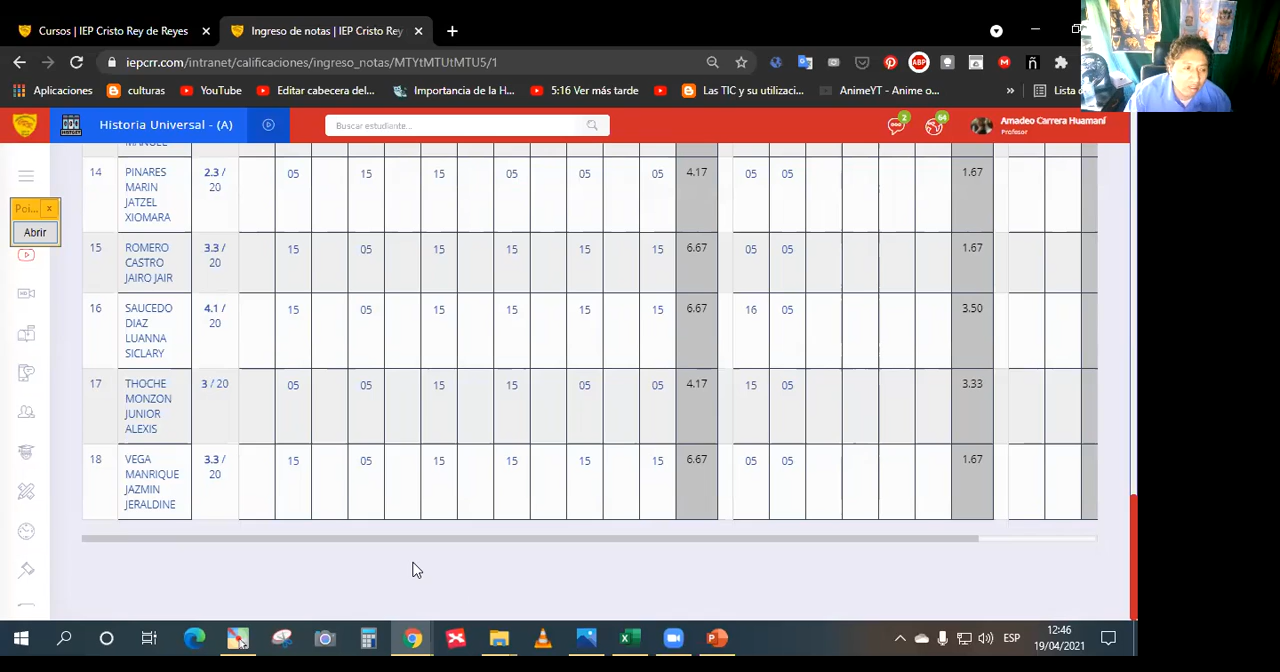 Cursos | IEP Cristo Rey de Reyes
Ingreso de notas | IEP Cristo Rey
iepcrr.com/intranet/calificaciones/ingreso_notas/MTYtMTUtMTU5/1
ABP
Aplicaciones
culturas
YouTube
Editar cabecera del...
Importancia de la H...
5:16 Ver más tarde
Las TIC y su utilizaci...
AnimeYT - Anime o...
»
Lista d
Historia Universal - (A)
Buscar estudiante...
2
64
Amadeo Carrera Huamaní
Profesor
Poi... x
Abrir
14 PINARES MARIN JATZEL XIOMARA 2.3 / 20 05 15 15 05 05 05 4.17 05 05 1.67
15 ROMERO CASTRO JAIRO JAIR 3.3 / 20 15 05 15 15 15 15 6.67 05 05 1.67
16 SAUCEDO DIAZ LUANNA SICLARY 4.1 / 20 15 05 15 15 15 15 6.67 16 05 3.50
17 THOCHE MONZON JUNIOR ALEXIS 3 / 20 05 05 15 15 05 05 4.17 15 05 3.33
18 VEGA MANRIQUE JAZMIN JERALDINE 3.3 / 20 15 05 15 15 15 15 6.67 05 05 1.67
ESP
12:46
19/04/2021